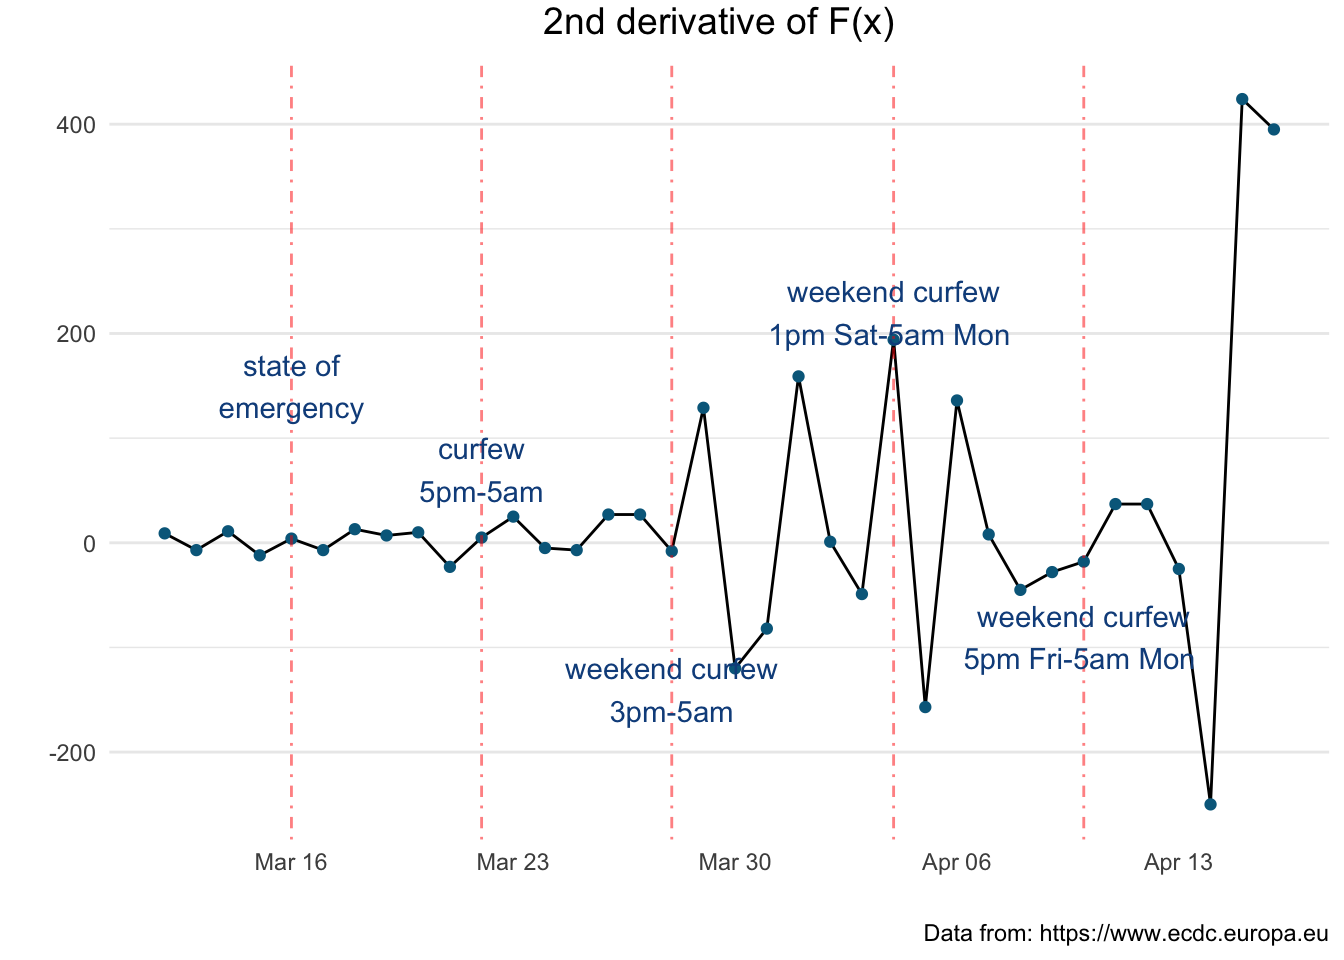 2nd derivative of F(x)
400
200
0
-200
state of
emergency
curfew
5pm-5am
weekend curfew
3pm-5am
weekend curfew
1pm Sat-5am Mon
weekend curfew
5pm Fri-5am Mon
Mar 16
Mar 23
Mar 30
Apr 06
Apr 13
Data from: https://www.ecdc.europa.eu